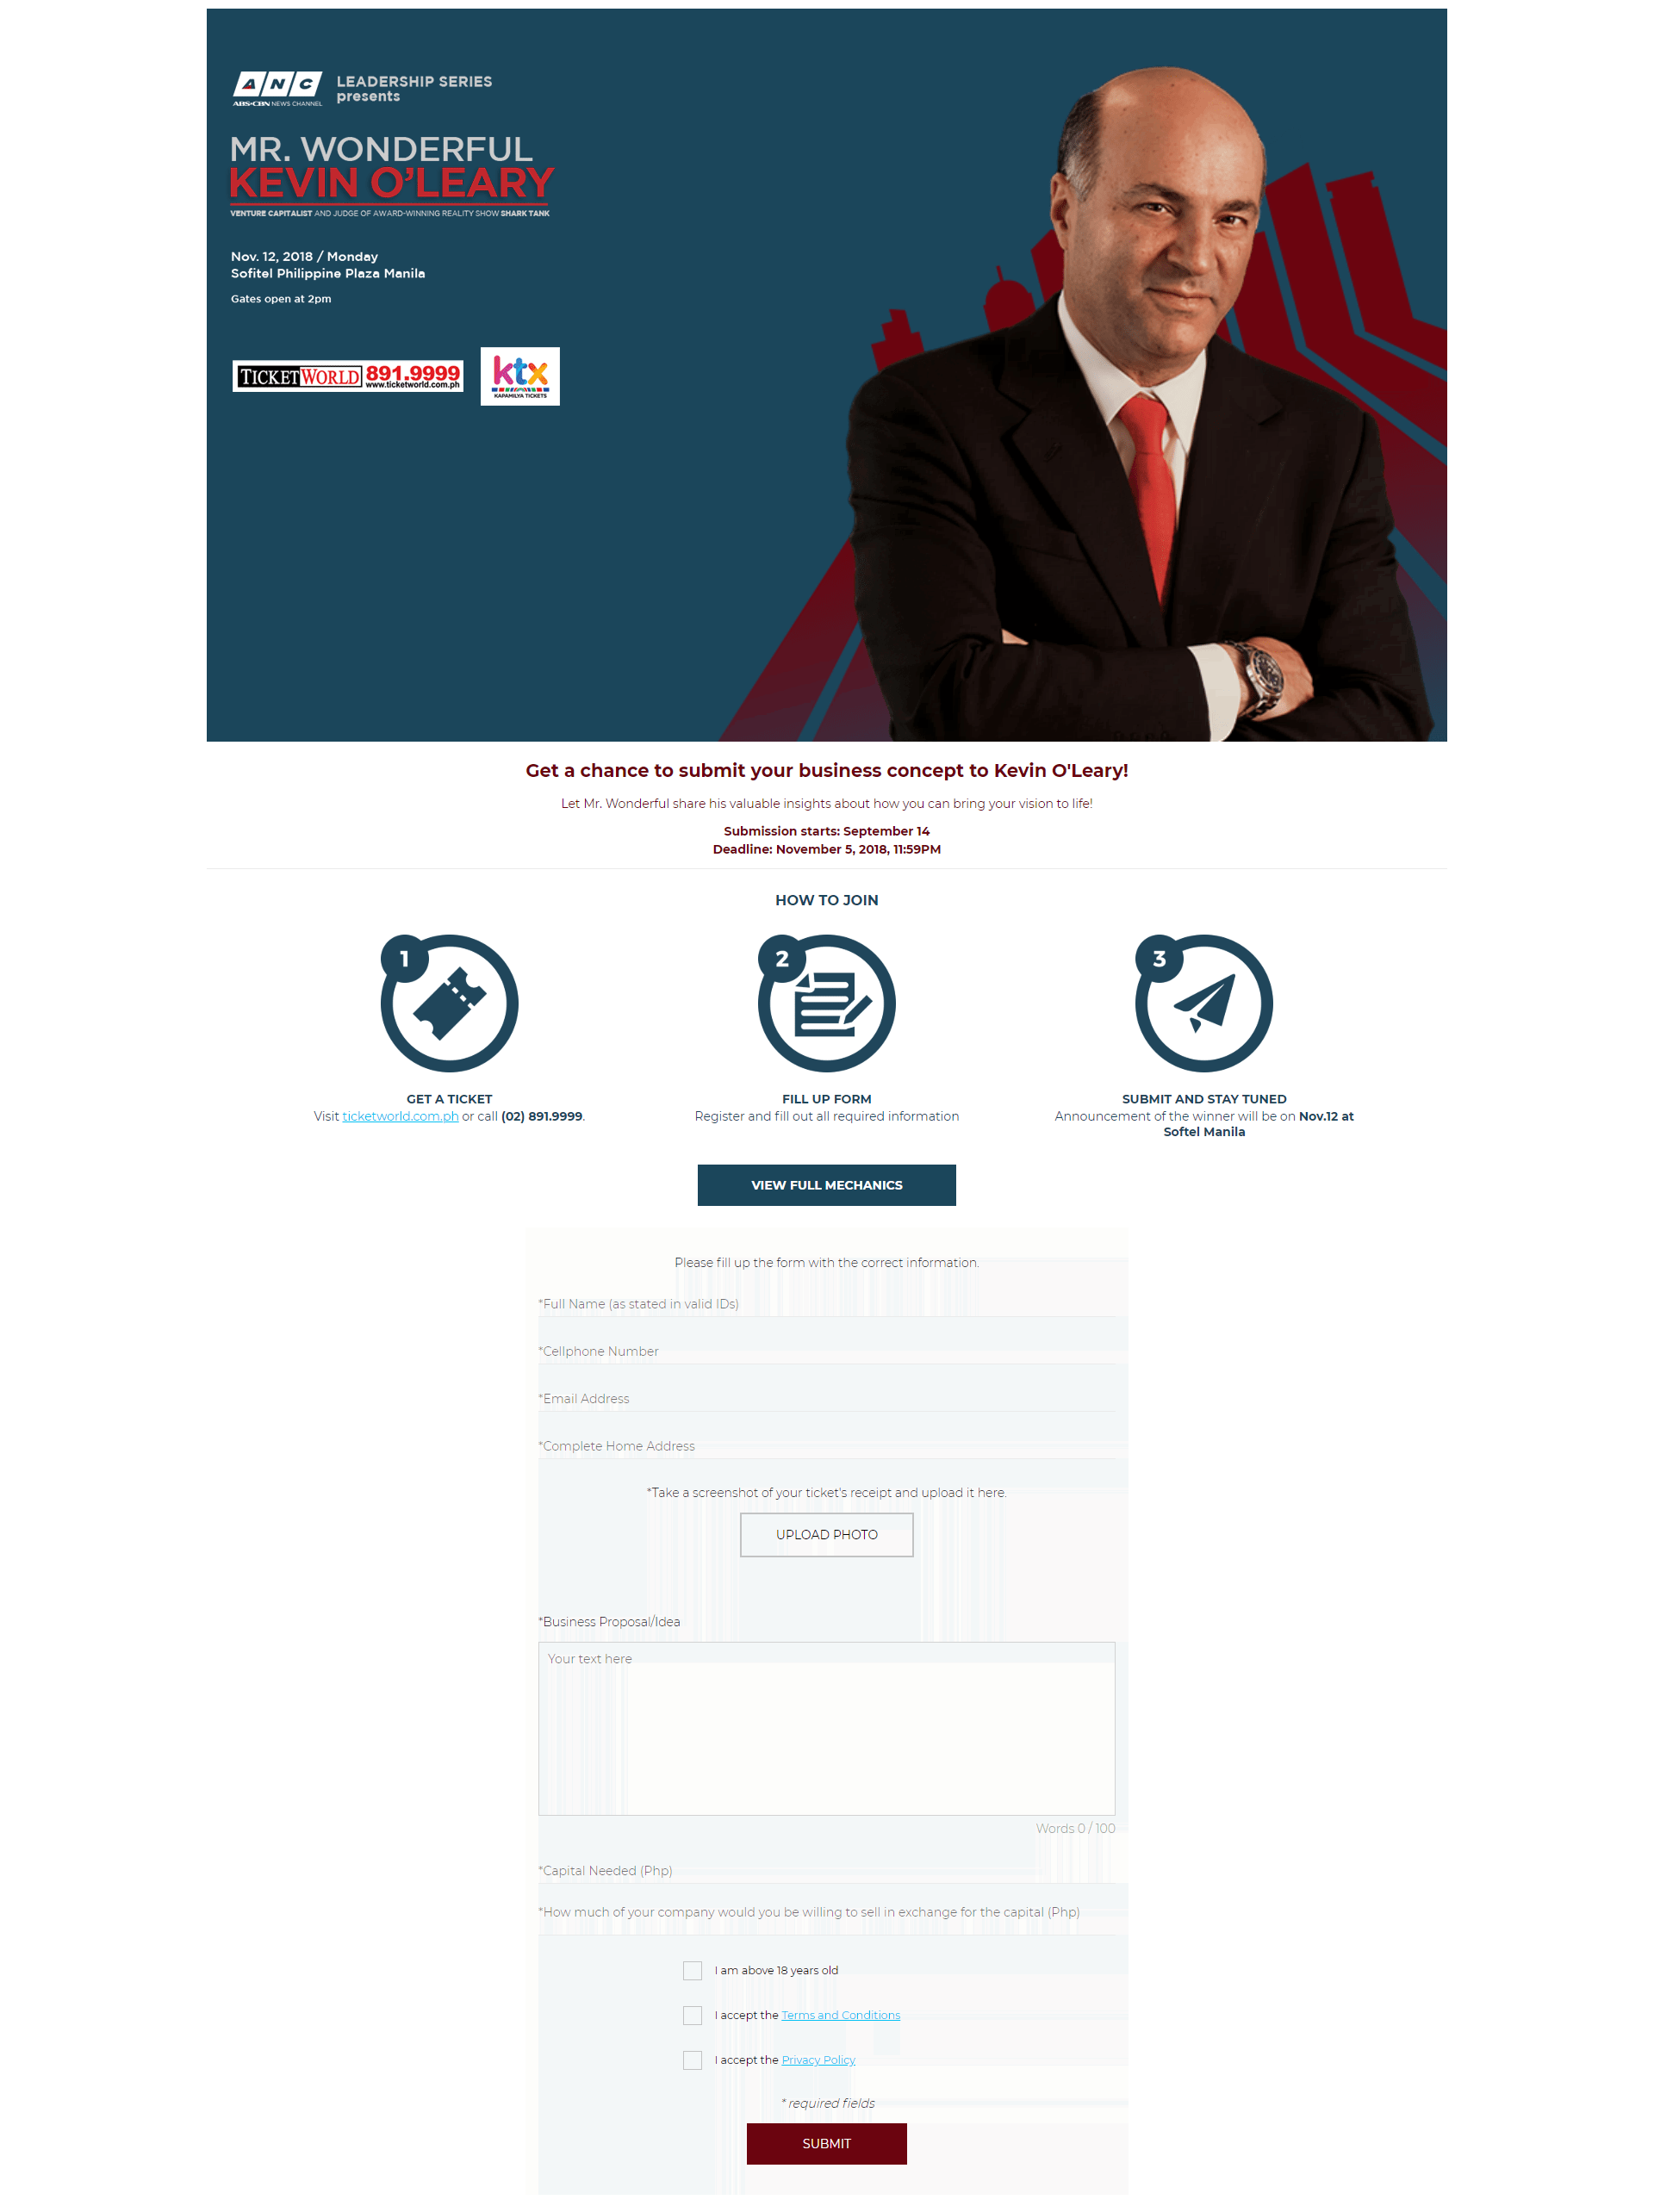 ANC
ABS-CBN NEWS CHANNEL
LEADERSHIP SERIES
presents
MR. WONDERFUL
KEVIN O'LEARY
VENTURE CAPITALIST AND JUDGE OF AWARD-WINNING REALITY SHOW SHARK TANK
Nov. 12, 2018 / Monday
Sofitel Philippine Plaza Manila
Gates open at 2pm
TICKETWORLD 891.9999
www.ticketworld.com.ph
ktx
KAPAMILYA TICKETS
Get a chance to submit your business concept to Kevin O'Leary!
Let Mr. Wonderful share his valuable insights about how you can bring your vision to life!
Submission starts: September 14
Deadline: November 5, 2018, 11:59PM
HOW TO JOIN
1
GET A TICKET
Visit ticketworld.com.ph or call (02) 891.9999.
2
FILL UP FORM
Register and fill out all required information
3
SUBMIT AND STAY TUNED
Announcement of the winner will be on Nov.12 at
Softel Manila
VIEW FULL MECHANICS
Please fill up the form with the correct information.
*Full Name (as stated in valid IDs)
*Cellphone Number
*Email Address
*Complete Home Address
*Take a screenshot of your ticket's receipt and upload it here.
UPLOAD PHOTO
*Business Proposal/Idea
Your text here
Words 0 / 100
*Capital Needed (Php)
*How much of your company would you be willing to sell in exchange for the capital (Php)
I am above 18 years old
I accept the Terms and Conditions
I accept the Privacy Policy
* required fields
SUBMIT